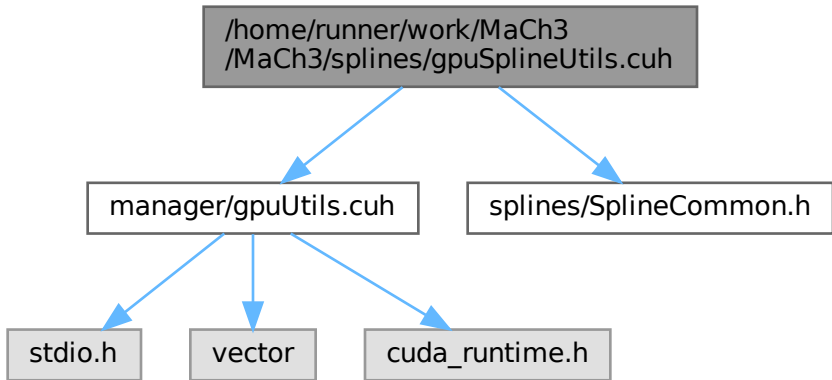 /home/runner/work/MaCh3
/MaCh3/splines/gpuSplineUtils.cuh
manager/gpuUtils.cuh
splines/SplineCommon.h
stdio.h
vector
cuda_runtime.h